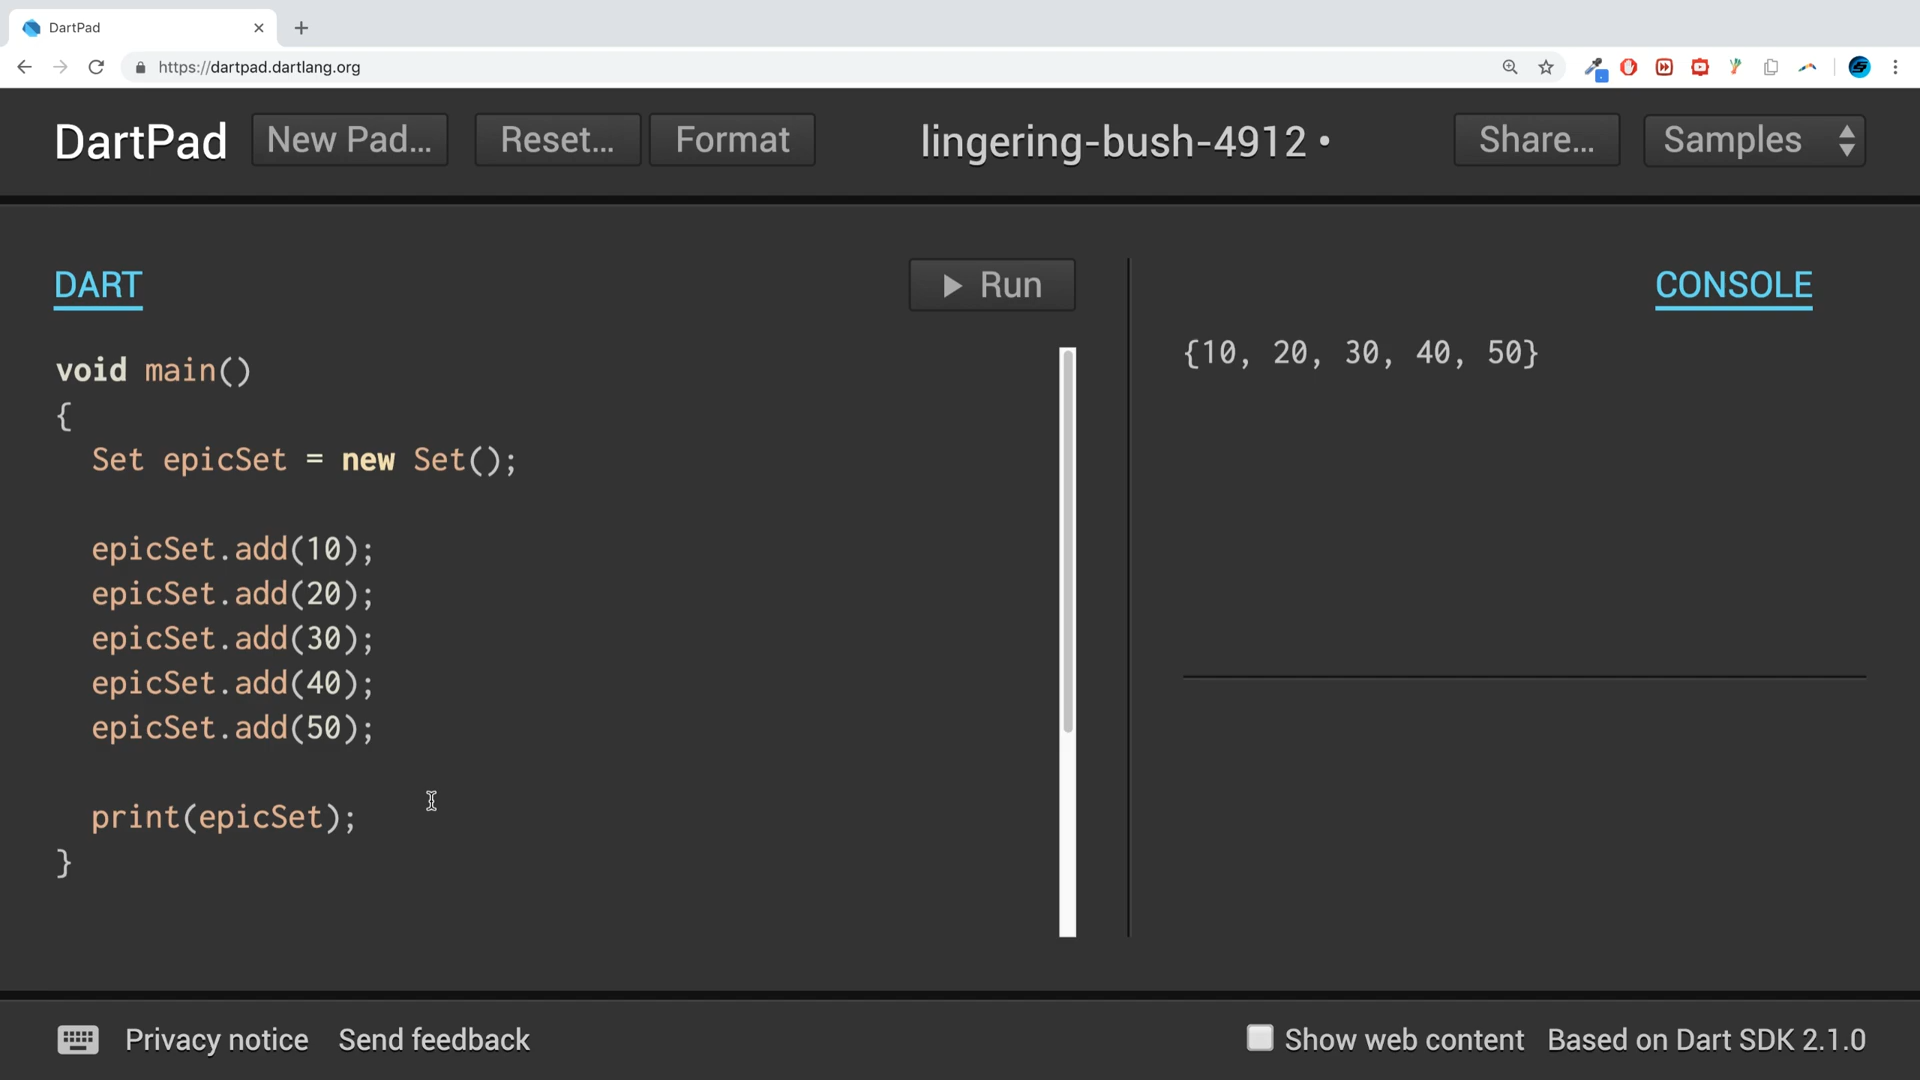 DartPad
https://dartpad.dartlang.org
DartPad New Pad... Reset... Format lingering-bush-4912 • Share... Samples
DART Run CONSOLE
{10, 20, 30, 40, 50}
void main()
{
  Set epicSet = new Set();
  epicSet.add(10);
  epicSet.add(20);
  epicSet.add(30);
  epicSet.add(40);
  epicSet.add(50);
  print(epicSet);
}
Privacy notice Send feedback Show web content Based on Dart SDK 2.1.0